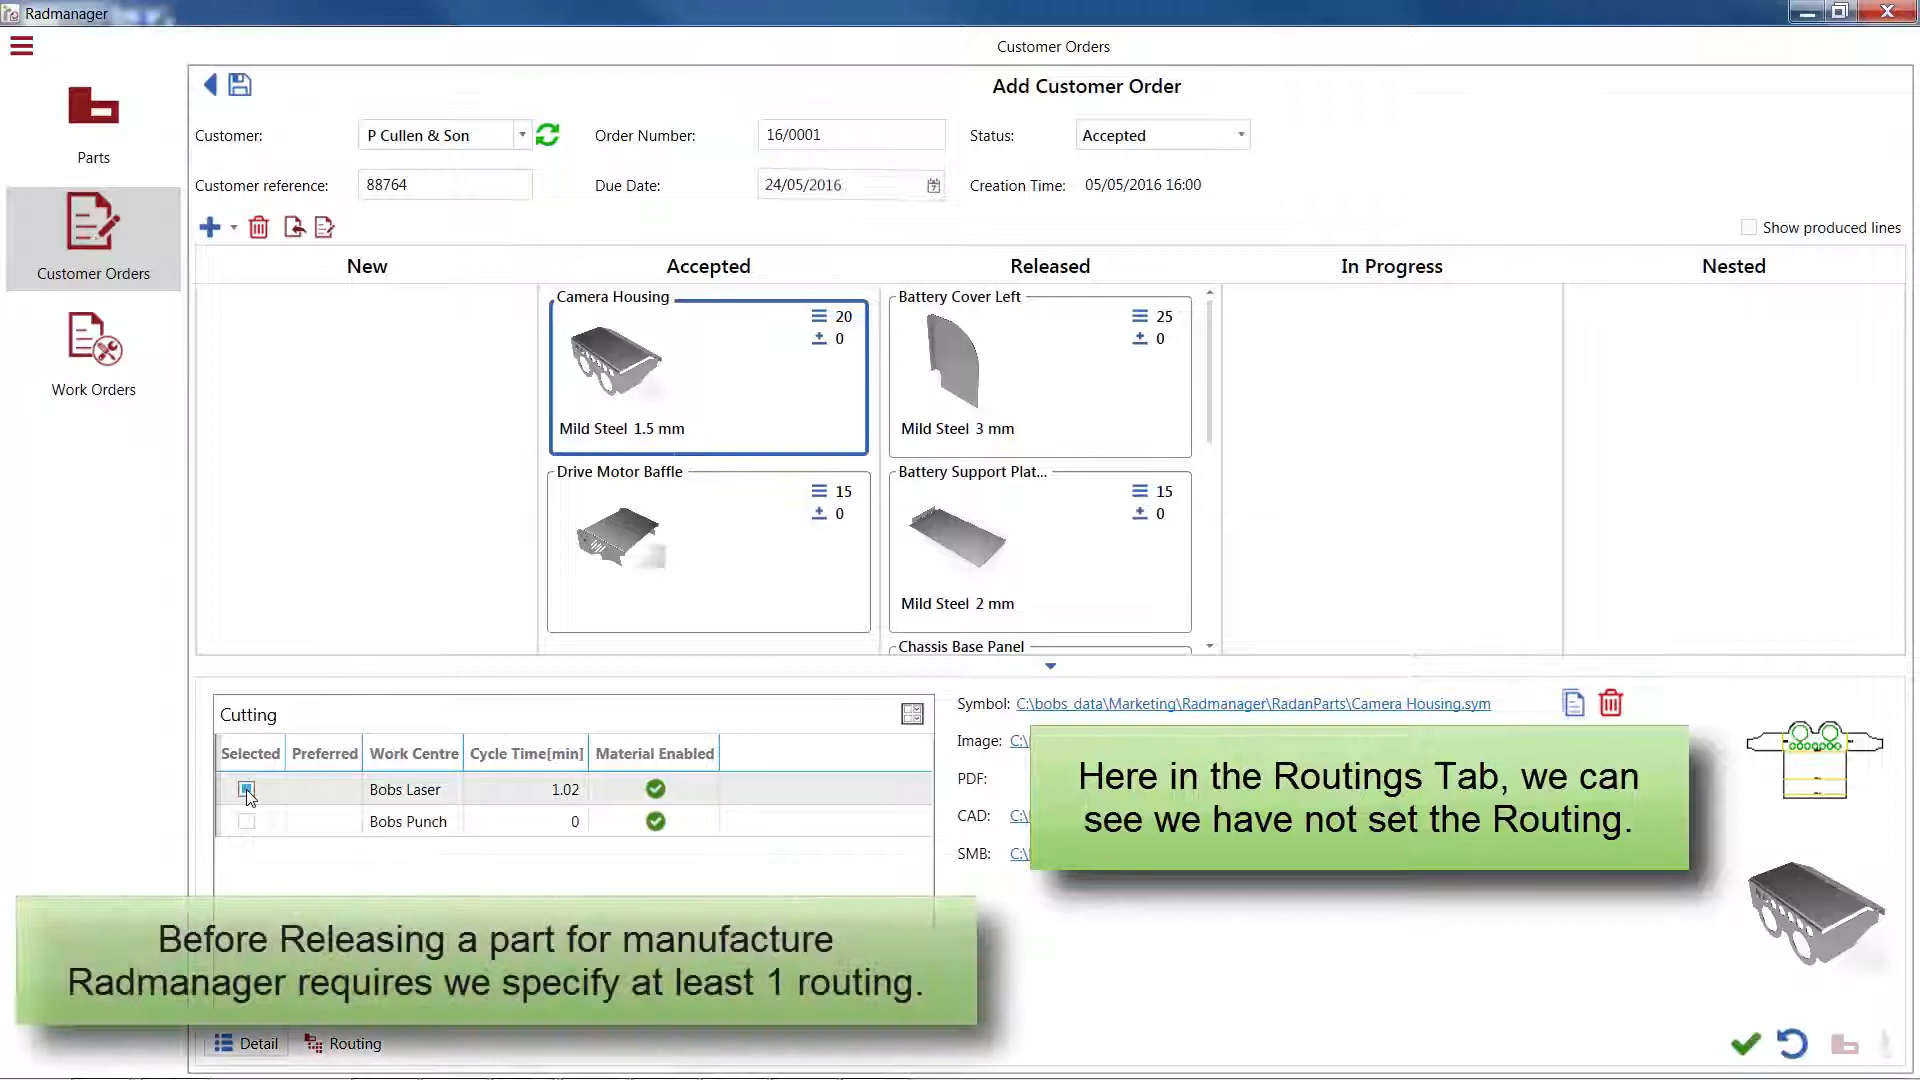 Radmanager
Customer Orders
Add Customer Order
Customer: P Cullen & Son Order Number: 16/0001 Status: Accepted
Customer reference: 88764 Due Date: 24/05/2016 Creation Time: 05/05/2016 16:00
Show produced lines
Parts
Customer Orders
Work Orders
New Accepted Released In Progress Nested
Camera Housing
20
0
Mild Steel 1.5 mm
Drive Motor Baffle
15
0
Battery Cover Left
25
0
Mild Steel 3 mm
Battery Support Plat...
15
0
Mild Steel 2 mm
Chassis Base Panel
Cutting
Selected Preferred Work Centre Cycle Time[min] Material Enabled
Bobs Laser 1.02
Bobs Punch 0
Symbol: C:\bobs data\Marketing\Radmanager\RadanParts\Camera Housing.sym
Image: C:\
PDF:
CAD: C:\
SMB: C:\
Here in the Routings Tab, we can
see we have not set the Routing.
Before Releasing a part for manufacture
Radmanager requires we specify at least 1 routing.
Detail Routing